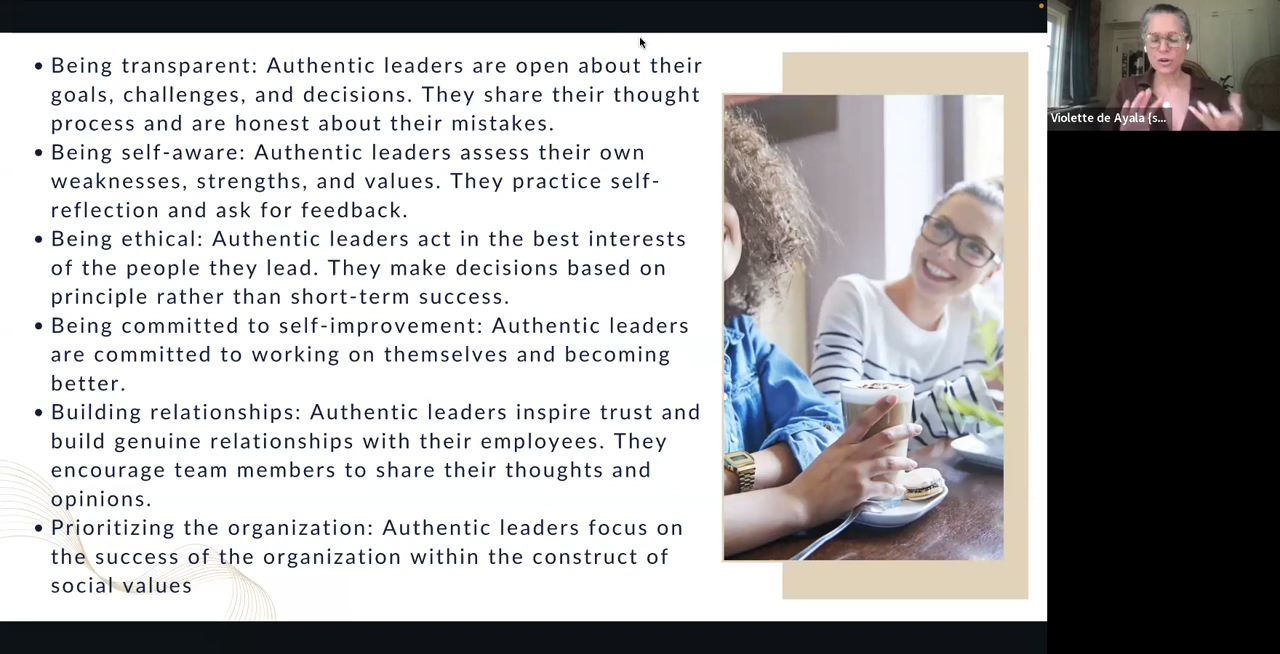 • Being transparent: Authentic leaders are open about their
goals, challenges, and decisions. They share their thought
process and are honest about their mistakes.
• Being self-aware: Authentic leaders assess their own
weaknesses, strengths, and values. They practice self-
reflection and ask for feedback.
• Being ethical: Authentic leaders act in the best interests
of the people they lead. They make decisions based on
principle rather than short-term success.
• Being committed to self-improvement: Authentic leaders
are committed to working on themselves and becoming
better.
• Building relationships: Authentic leaders inspire trust and
build genuine relationships with their employees. They
encourage team members to share their thoughts and
opinions.
• Prioritizing the organization: Authentic leaders focus on
the success of the organization within the construct of
social values
Violette de Ayala {s...